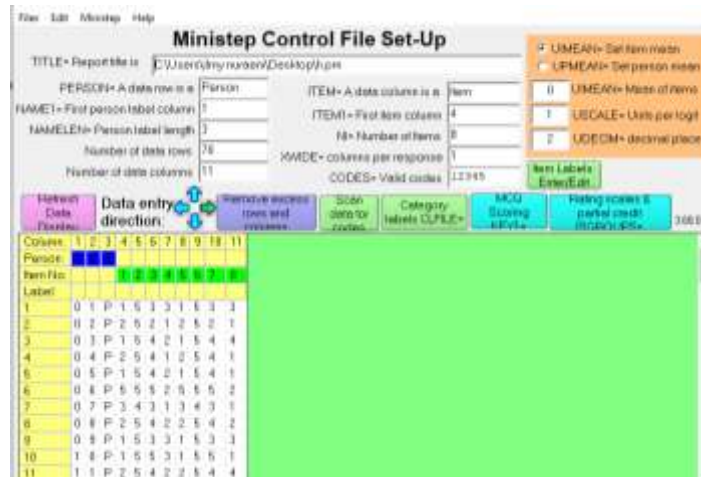 Files Edit Ministep Help
Ministep Control File Set-Up
TITLE= Report title is
PERSON= A data row is a Person
ITEM= A data column is a Item
NAME1= First person label column 1
ITEM1= First item column 4
NAMELEN= Person label length 3
NI= Number of items 8
Number of data rows 78
XWIDE= columns per response 1
Number of data columns 11
CODES= Valid codes 12345
UIMEAN= Set item mean
UPMEAN= Set person mean
0 UIMEAN= Mean of items
1 USCALE= Units per logit
2 UDECIM= decimal place
Item Labels
Enter/Edit
Refresh
Data
Display
Data entry
direction:
Remove excess
rows and
columns
Scan
data for
codes
Category
labels CLFILE=
MCQ
Scoring
KEY1=
Rating scales &
partial credit
ISGROUPS=
Column: 1 2 3 4 5 6 7 8 9 10 11
Person:
Item No: 1 2 3 4 5 6 7 8
Label:
1 0 1 P 1 5 3 3 1 5 3 3
2 0 2 P 2 5 2 1 2 5 2 1
3 0 3 P 1 5 4 2 1 5 4 4
4 0 4 P 2 5 4 1 2 5 4 1
5 0 5 P 1 5 4 2 1 5 4 1
6 0 6 P 5 5 5 2 5 5 5 2
7 0 7 P 3 4 3 1 3 4 3 1
8 0 8 P 2 5 4 2 2 5 4 2
9 0 9 P 1 5 3 3 1 5 3 3
10 1 0 P 1 5 5 3 1 5 5 1
11 1 1 P 2 5 4 2 2 5 4 4